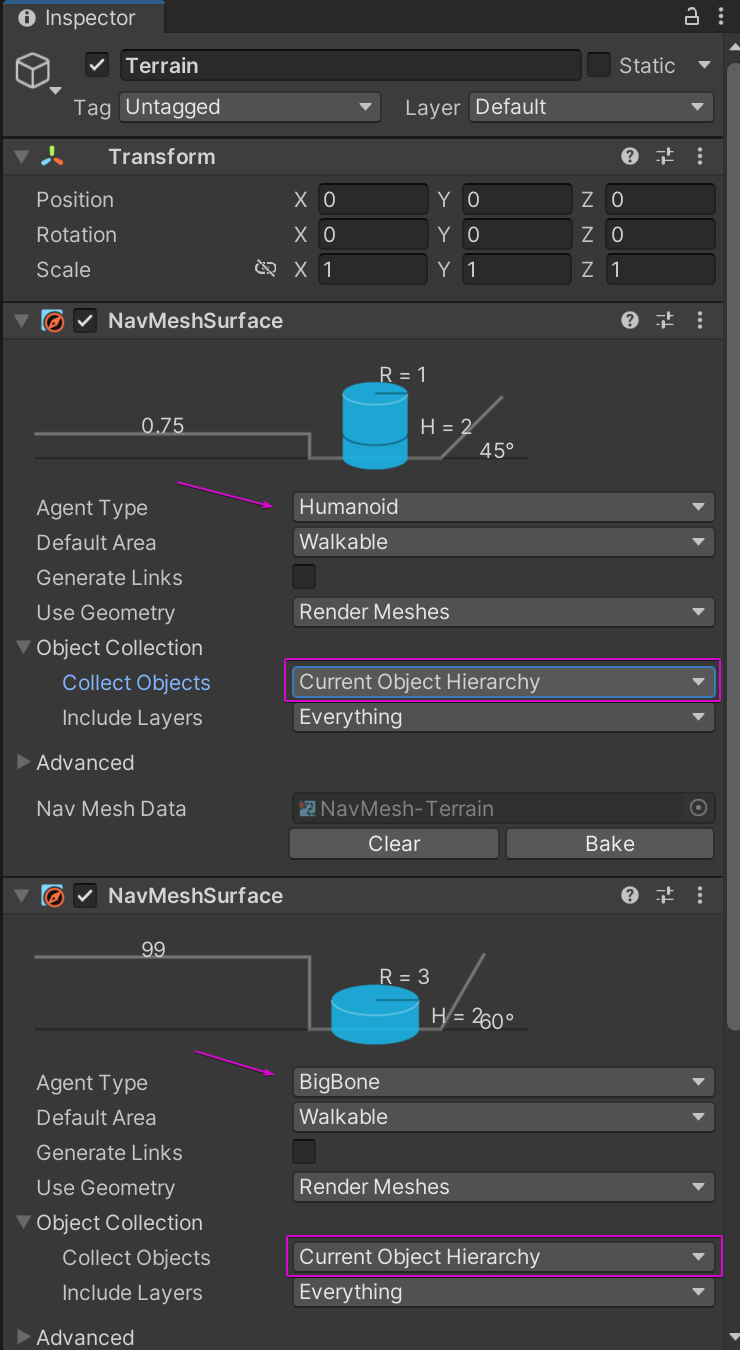 Inspector
Terrain Static
Tag Untagged Layer Default
Transform
Position X 0 Y 0 Z 0
Rotation X 0 Y 0 Z 0
Scale X 1 Y 1 Z 1
NavMeshSurface
R = 1
0.75 H = 2
45°
Agent Type Humanoid
Default Area Walkable
Generate Links
Use Geometry Render Meshes
Object Collection
Collect Objects Current Object Hierarchy
Include Layers Everything
Advanced
Nav Mesh Data NavMesh-Terrain
Clear Bake
NavMeshSurface
99
R = 3
H = 2 60°
Agent Type BigBone
Default Area Walkable
Generate Links
Use Geometry Render Meshes
Object Collection
Collect Objects Current Object Hierarchy
Include Layers Everything
Advanced